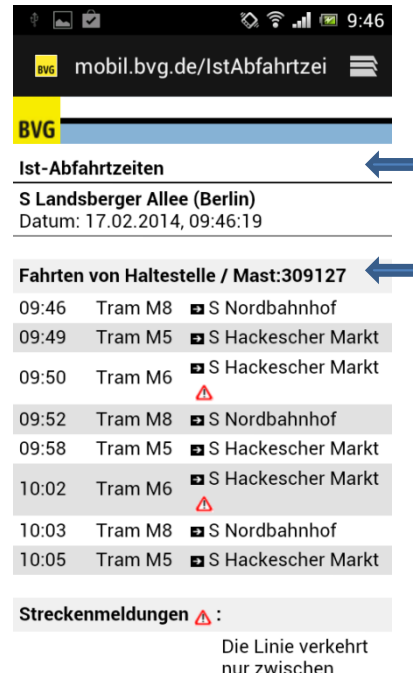 9:46
BVG mobil.bvg.de/IstAbfahrtzei
BVG
Ist-Abfahrtzeiten
S Landsberger Allee (Berlin)
Datum: 17.02.2014, 09:46:19
Fahrten von Haltestelle / Mast:309127
09:46 Tram M8 S Nordbahnhof
09:49 Tram M5 S Hackescher Markt
09:50 Tram M6 S Hackescher Markt
09:52 Tram M8 S Nordbahnhof
09:58 Tram M5 S Hackescher Markt
10:02 Tram M6 S Hackescher Markt
10:03 Tram M8 S Nordbahnhof
10:05 Tram M5 S Hackescher Markt
Streckenmeldungen :
Die Linie verkehrt
nur zwischen